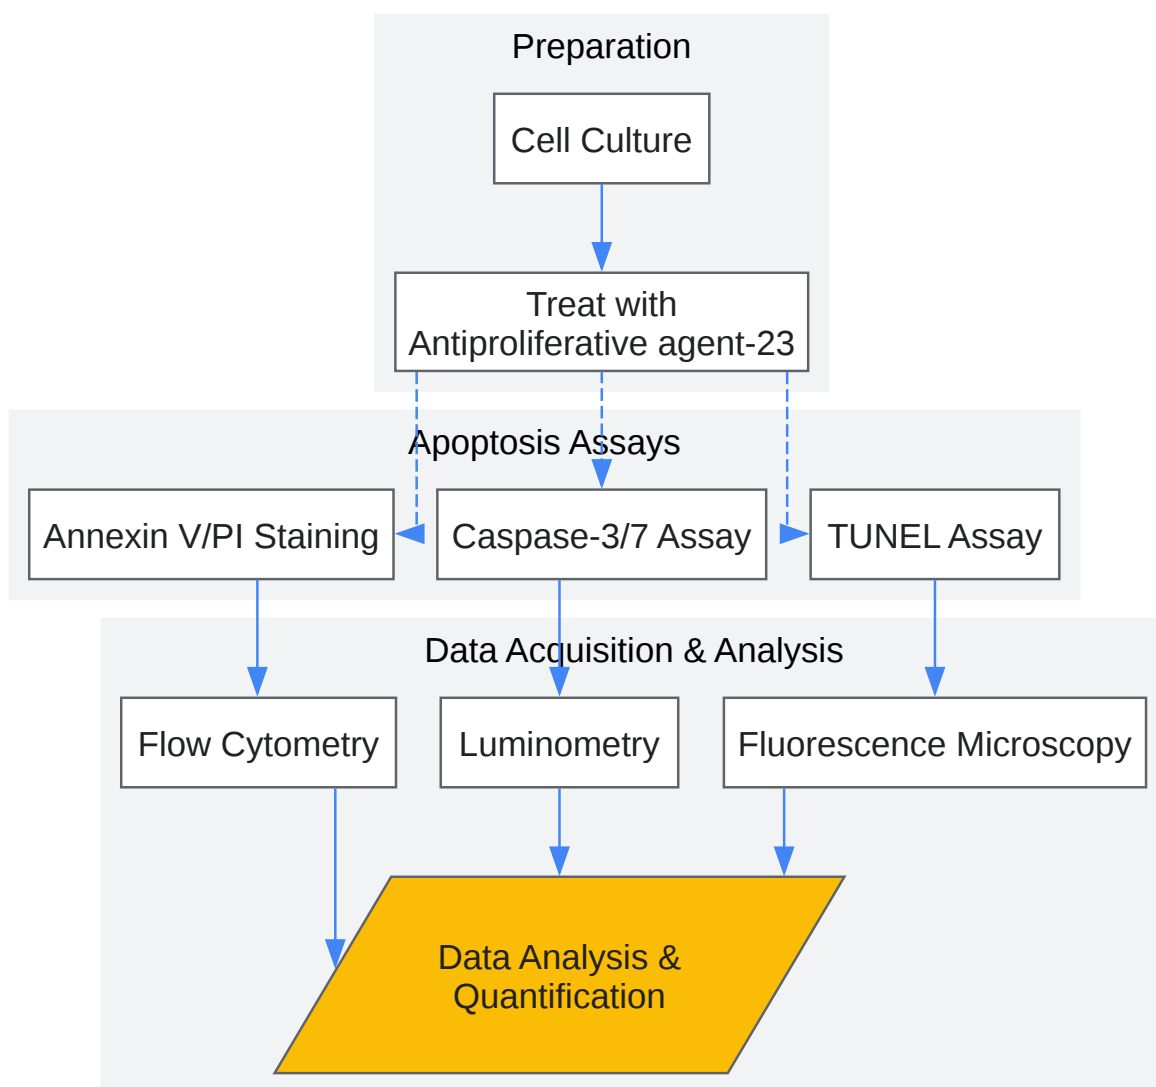 Preparation
Cell Culture
Treat with
Antiproliferative agent-23
Apoptosis Assays
Annexin V/PI Staining
Caspase-3/7 Assay
TUNEL Assay
Data Acquisition & Analysis
Flow Cytometry
Luminometry
Fluorescence Microscopy
Data Analysis &
Quantification